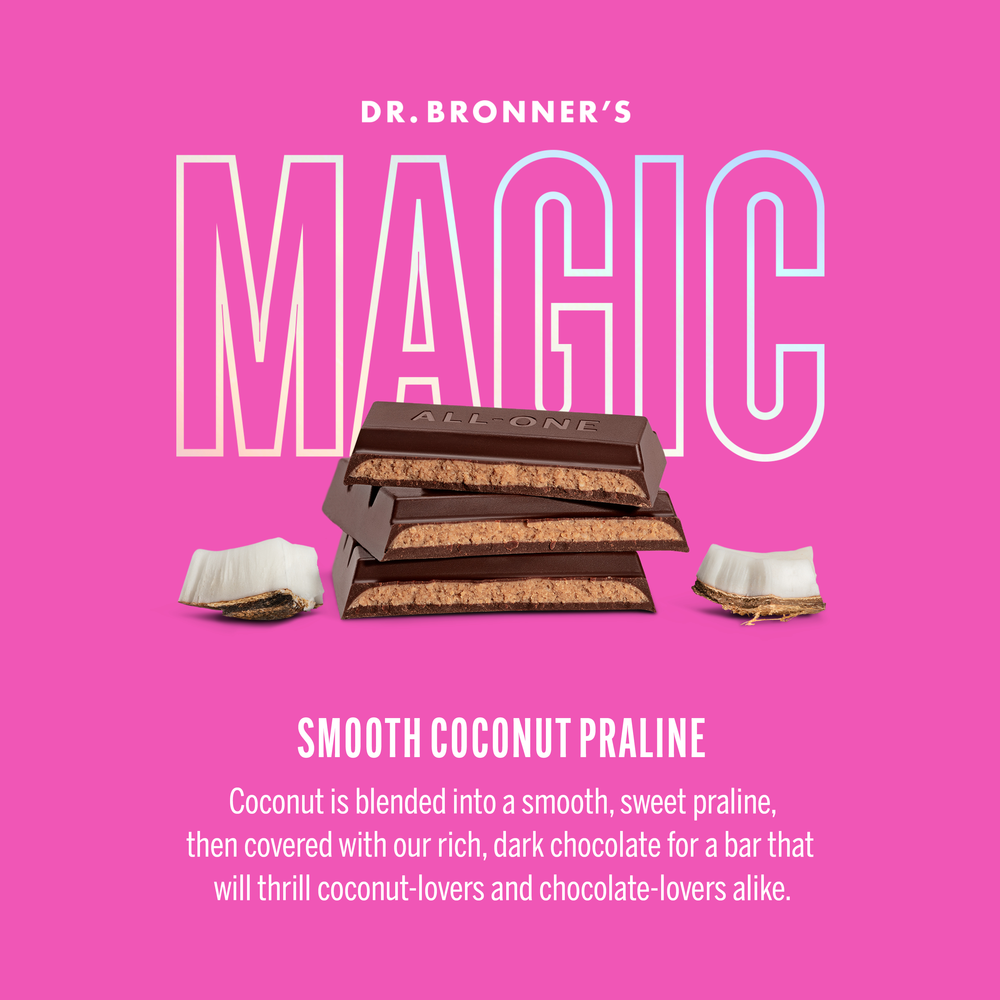 DR. BRONNER'S
MAGIC
ALL-ONE
SMOOTH COCONUT PRALINE
Coconut is blended into a smooth, sweet praline,
then covered with our rich, dark chocolate for a bar that
will thrill coconut-lovers and chocolate-lovers alike.